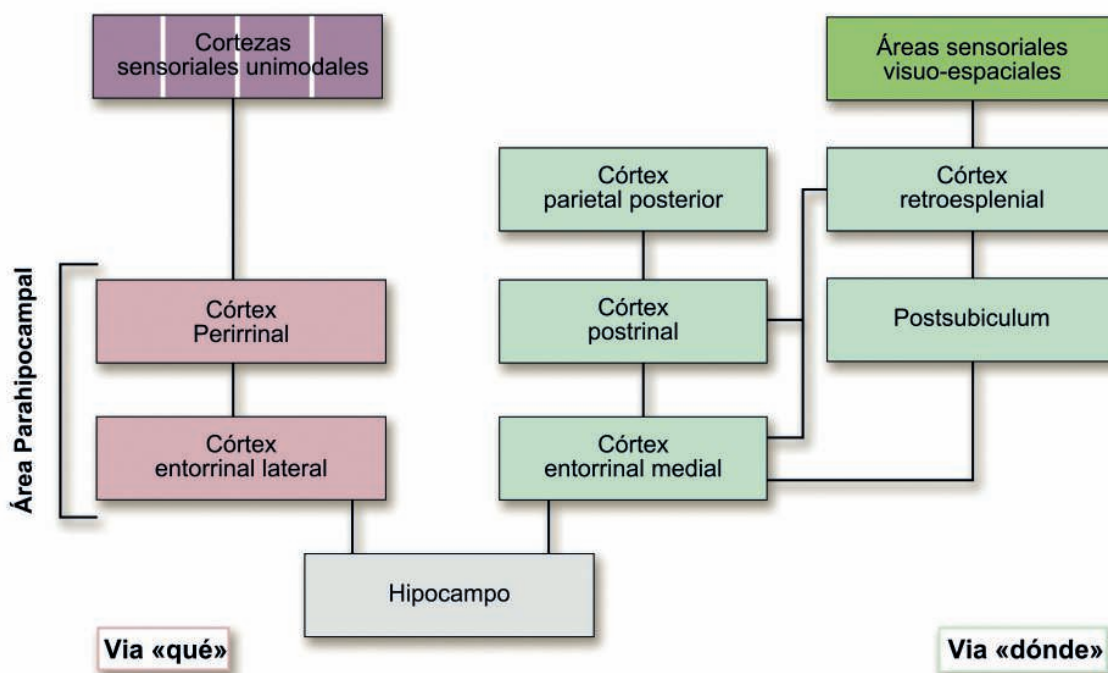 Cortezas
sensoriales unimodales
Áreas sensoriales
visuo-espaciales
Córtex
parietal posterior
Córtex
retroesplenial
Área Parahipocampal
Córtex
Perirrinal
Córtex
postrinal
Postsubiculum
Córtex
entorrinal lateral
Córtex
entorrinal medial
Hipocampo
Via «qué»
Via «dónde»